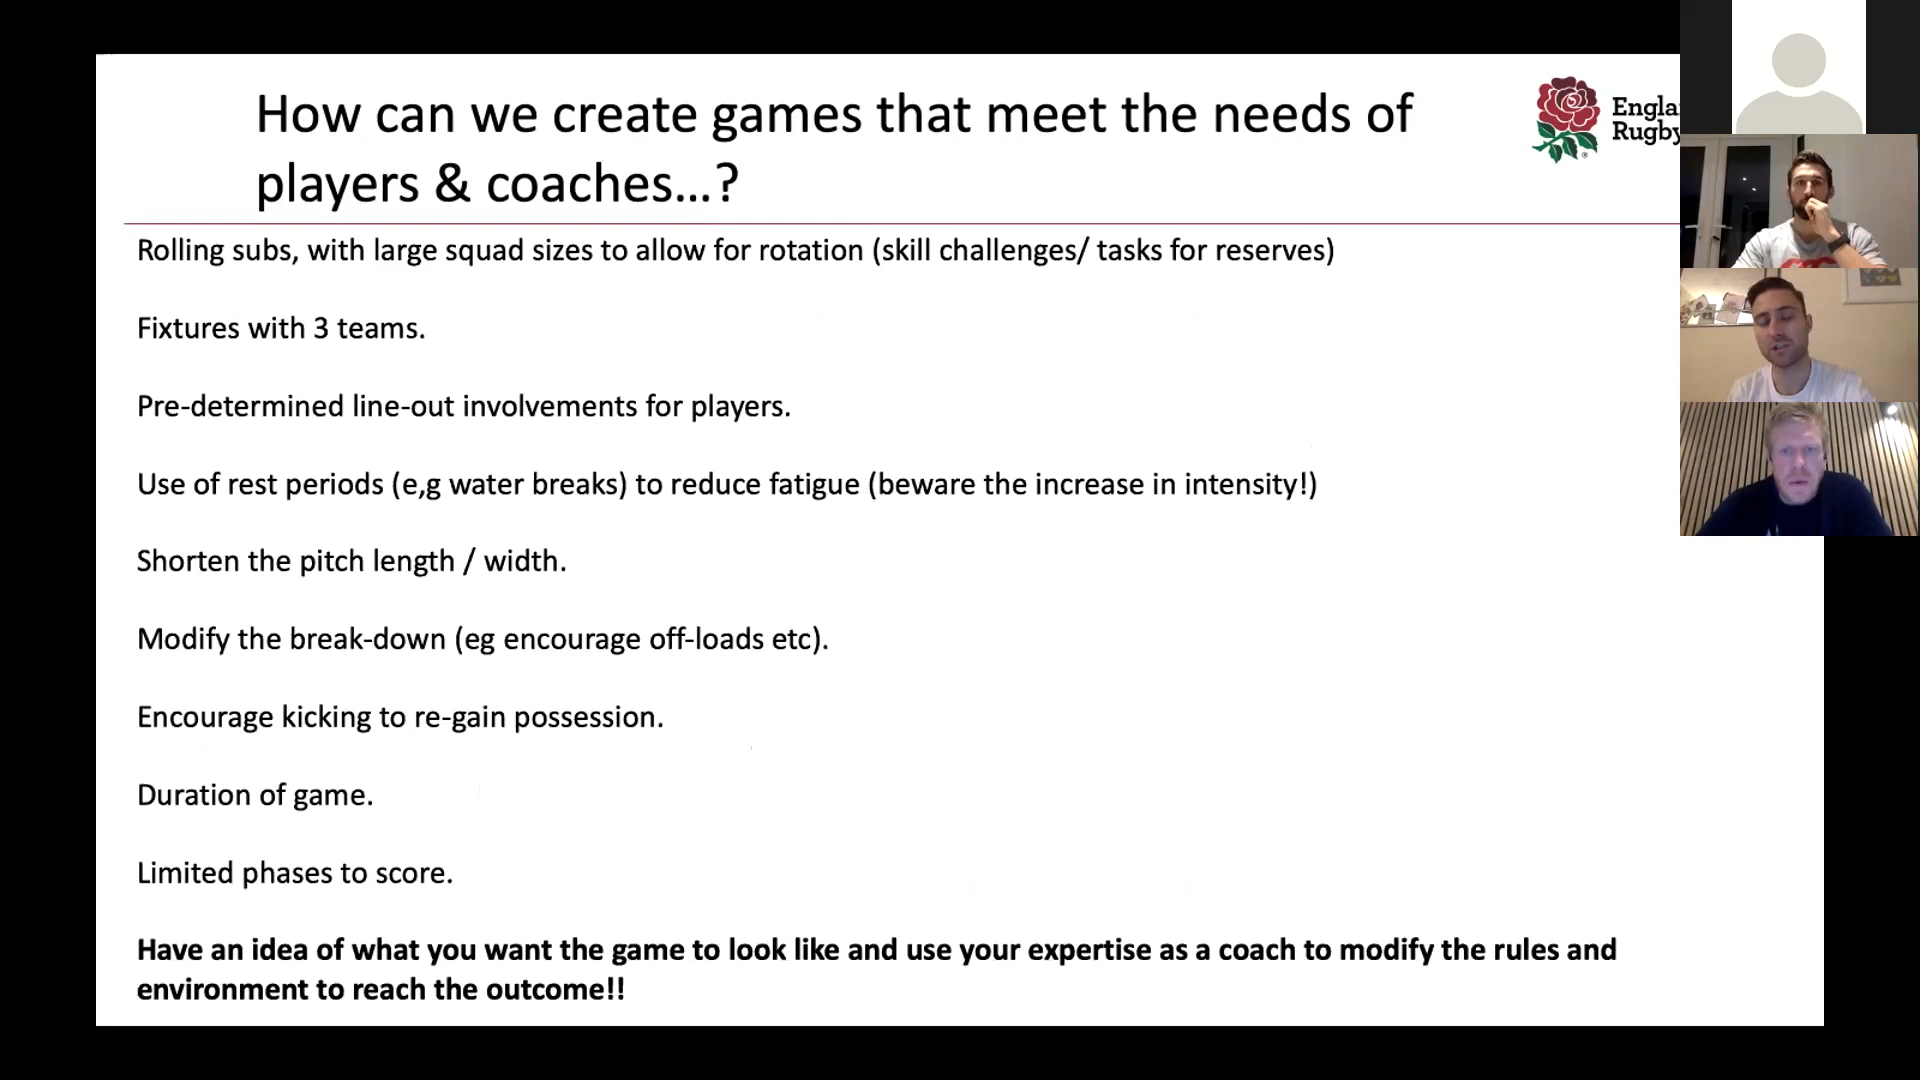 How can we create games that meet the needs of
players & coaches...?
Engla
Rugby
Rolling subs, with large squad sizes to allow for rotation (skill challenges/ tasks for reserves)
Fixtures with 3 teams.
Pre-determined line-out involvements for players.
Use of rest periods (e,g water breaks) to reduce fatigue (beware the increase in intensity!)
Shorten the pitch length / width.
Modify the break-down (eg encourage off-loads etc).
Encourage kicking to re-gain possession.
Duration of game.
Limited phases to score.
Have an idea of what you want the game to look like and use your expertise as a coach to modify the rules and
environment to reach the outcome!!